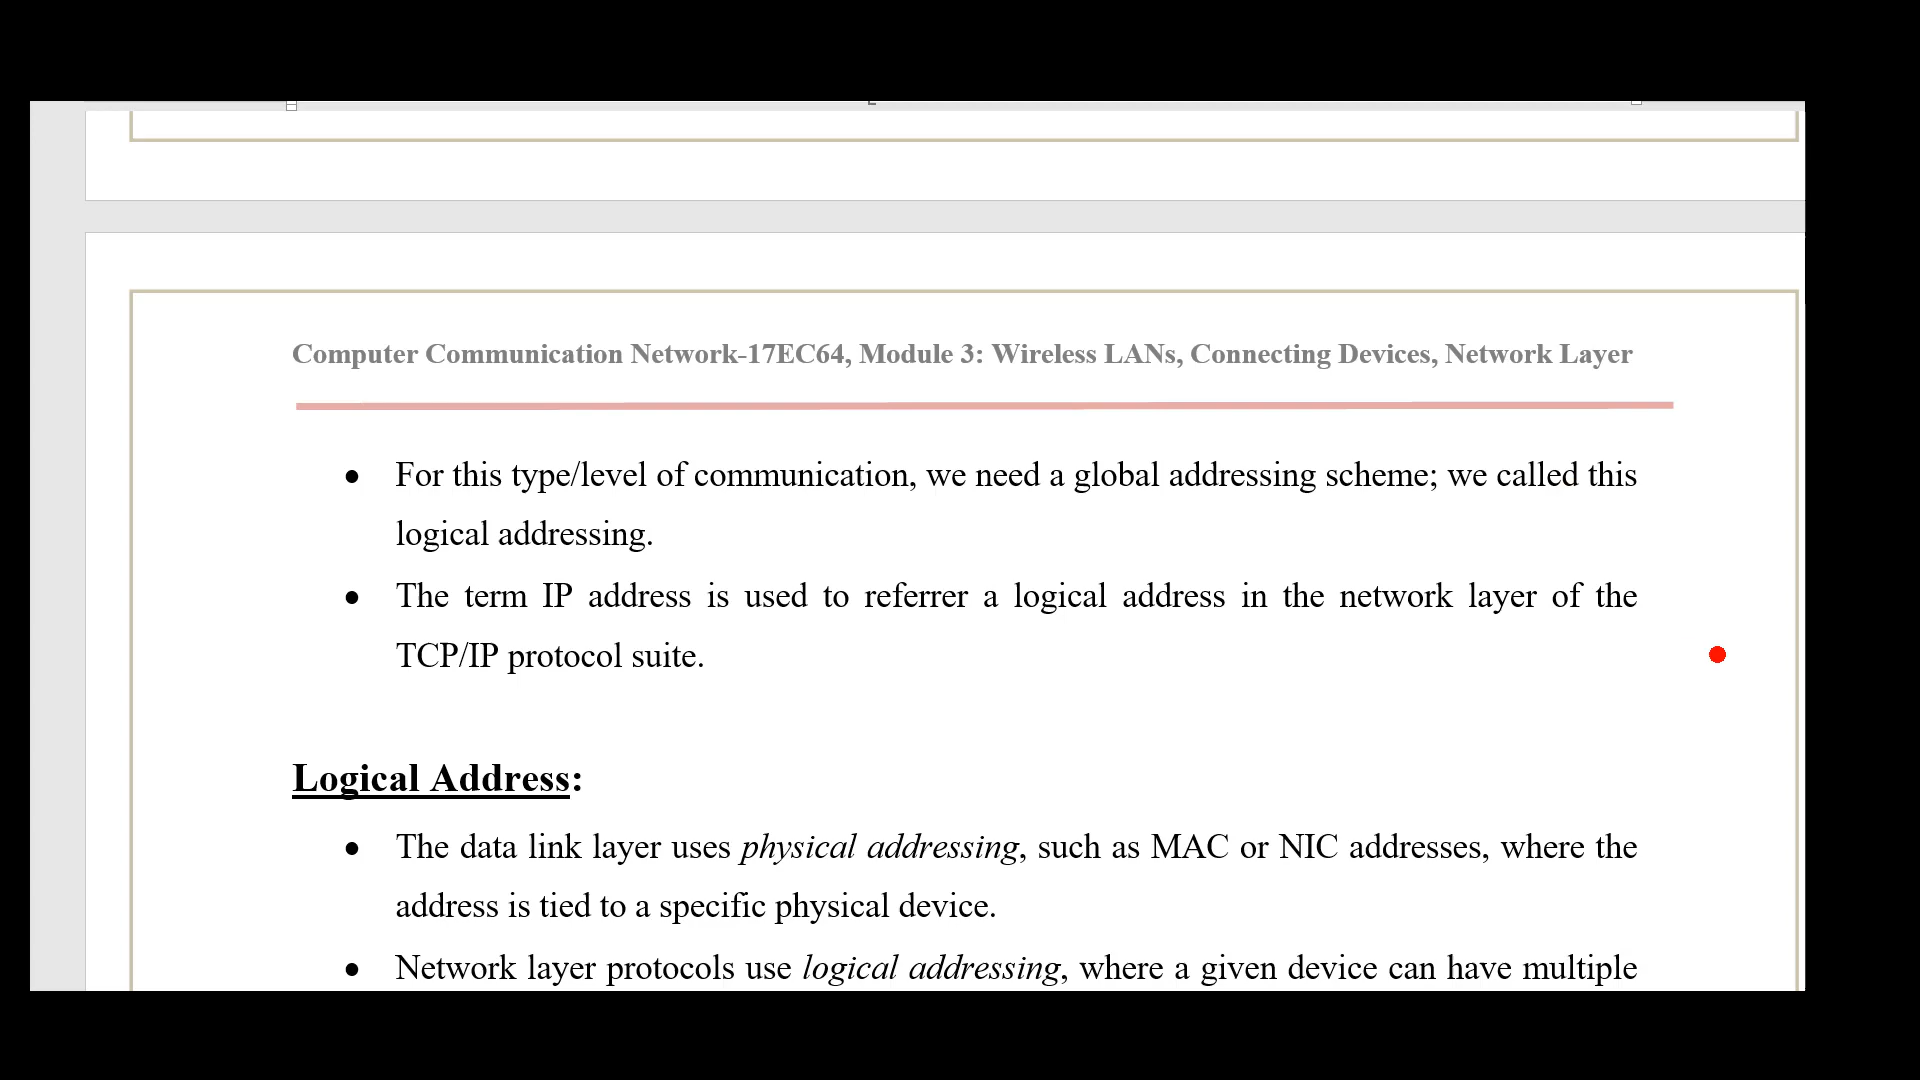 Computer Communication Network-17EC64, Module 3: Wireless LANs, Connecting Devices, Network Layer
• For this type/level of communication, we need a global addressing scheme; we called this
logical addressing.
• The term IP address is used to referrer a logical address in the network layer of the
TCP/IP protocol suite.
Logical Address:
• The data link layer uses physical addressing, such as MAC or NIC addresses, where the
address is tied to a specific physical device.
• Network layer protocols use logical addressing, where a given device can have multiple